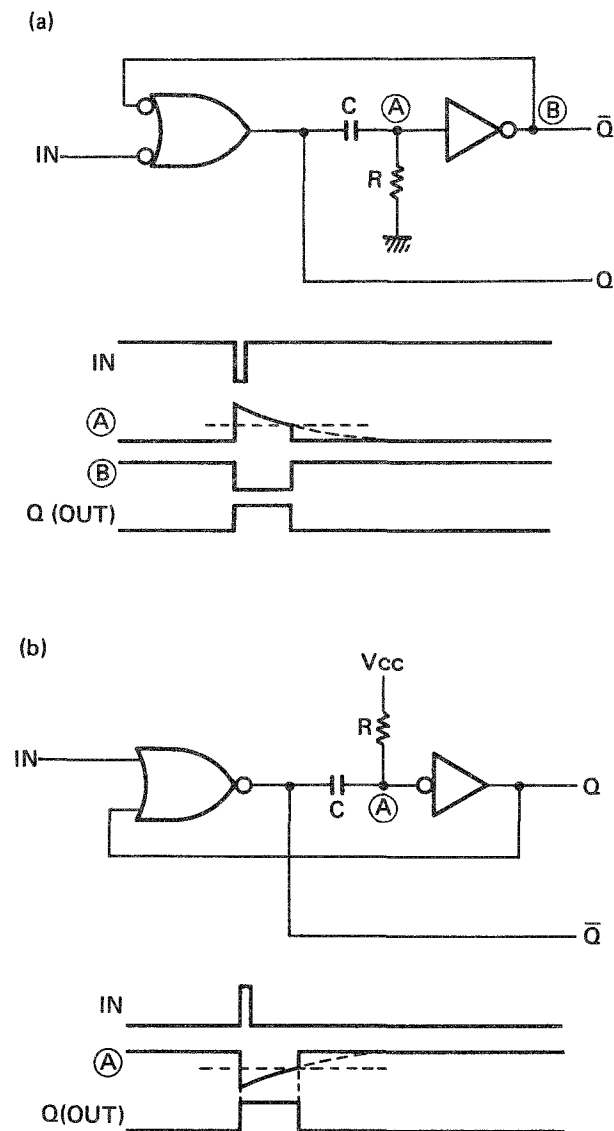 (a)
C Ⓐ Ⓑ Q̄
IN
R
Q
IN
Ⓐ
Ⓑ
Q (OUT)
(b)
Vcc
R
IN
Q
C Ⓐ
Q̄
IN
Ⓐ
Q(OUT)